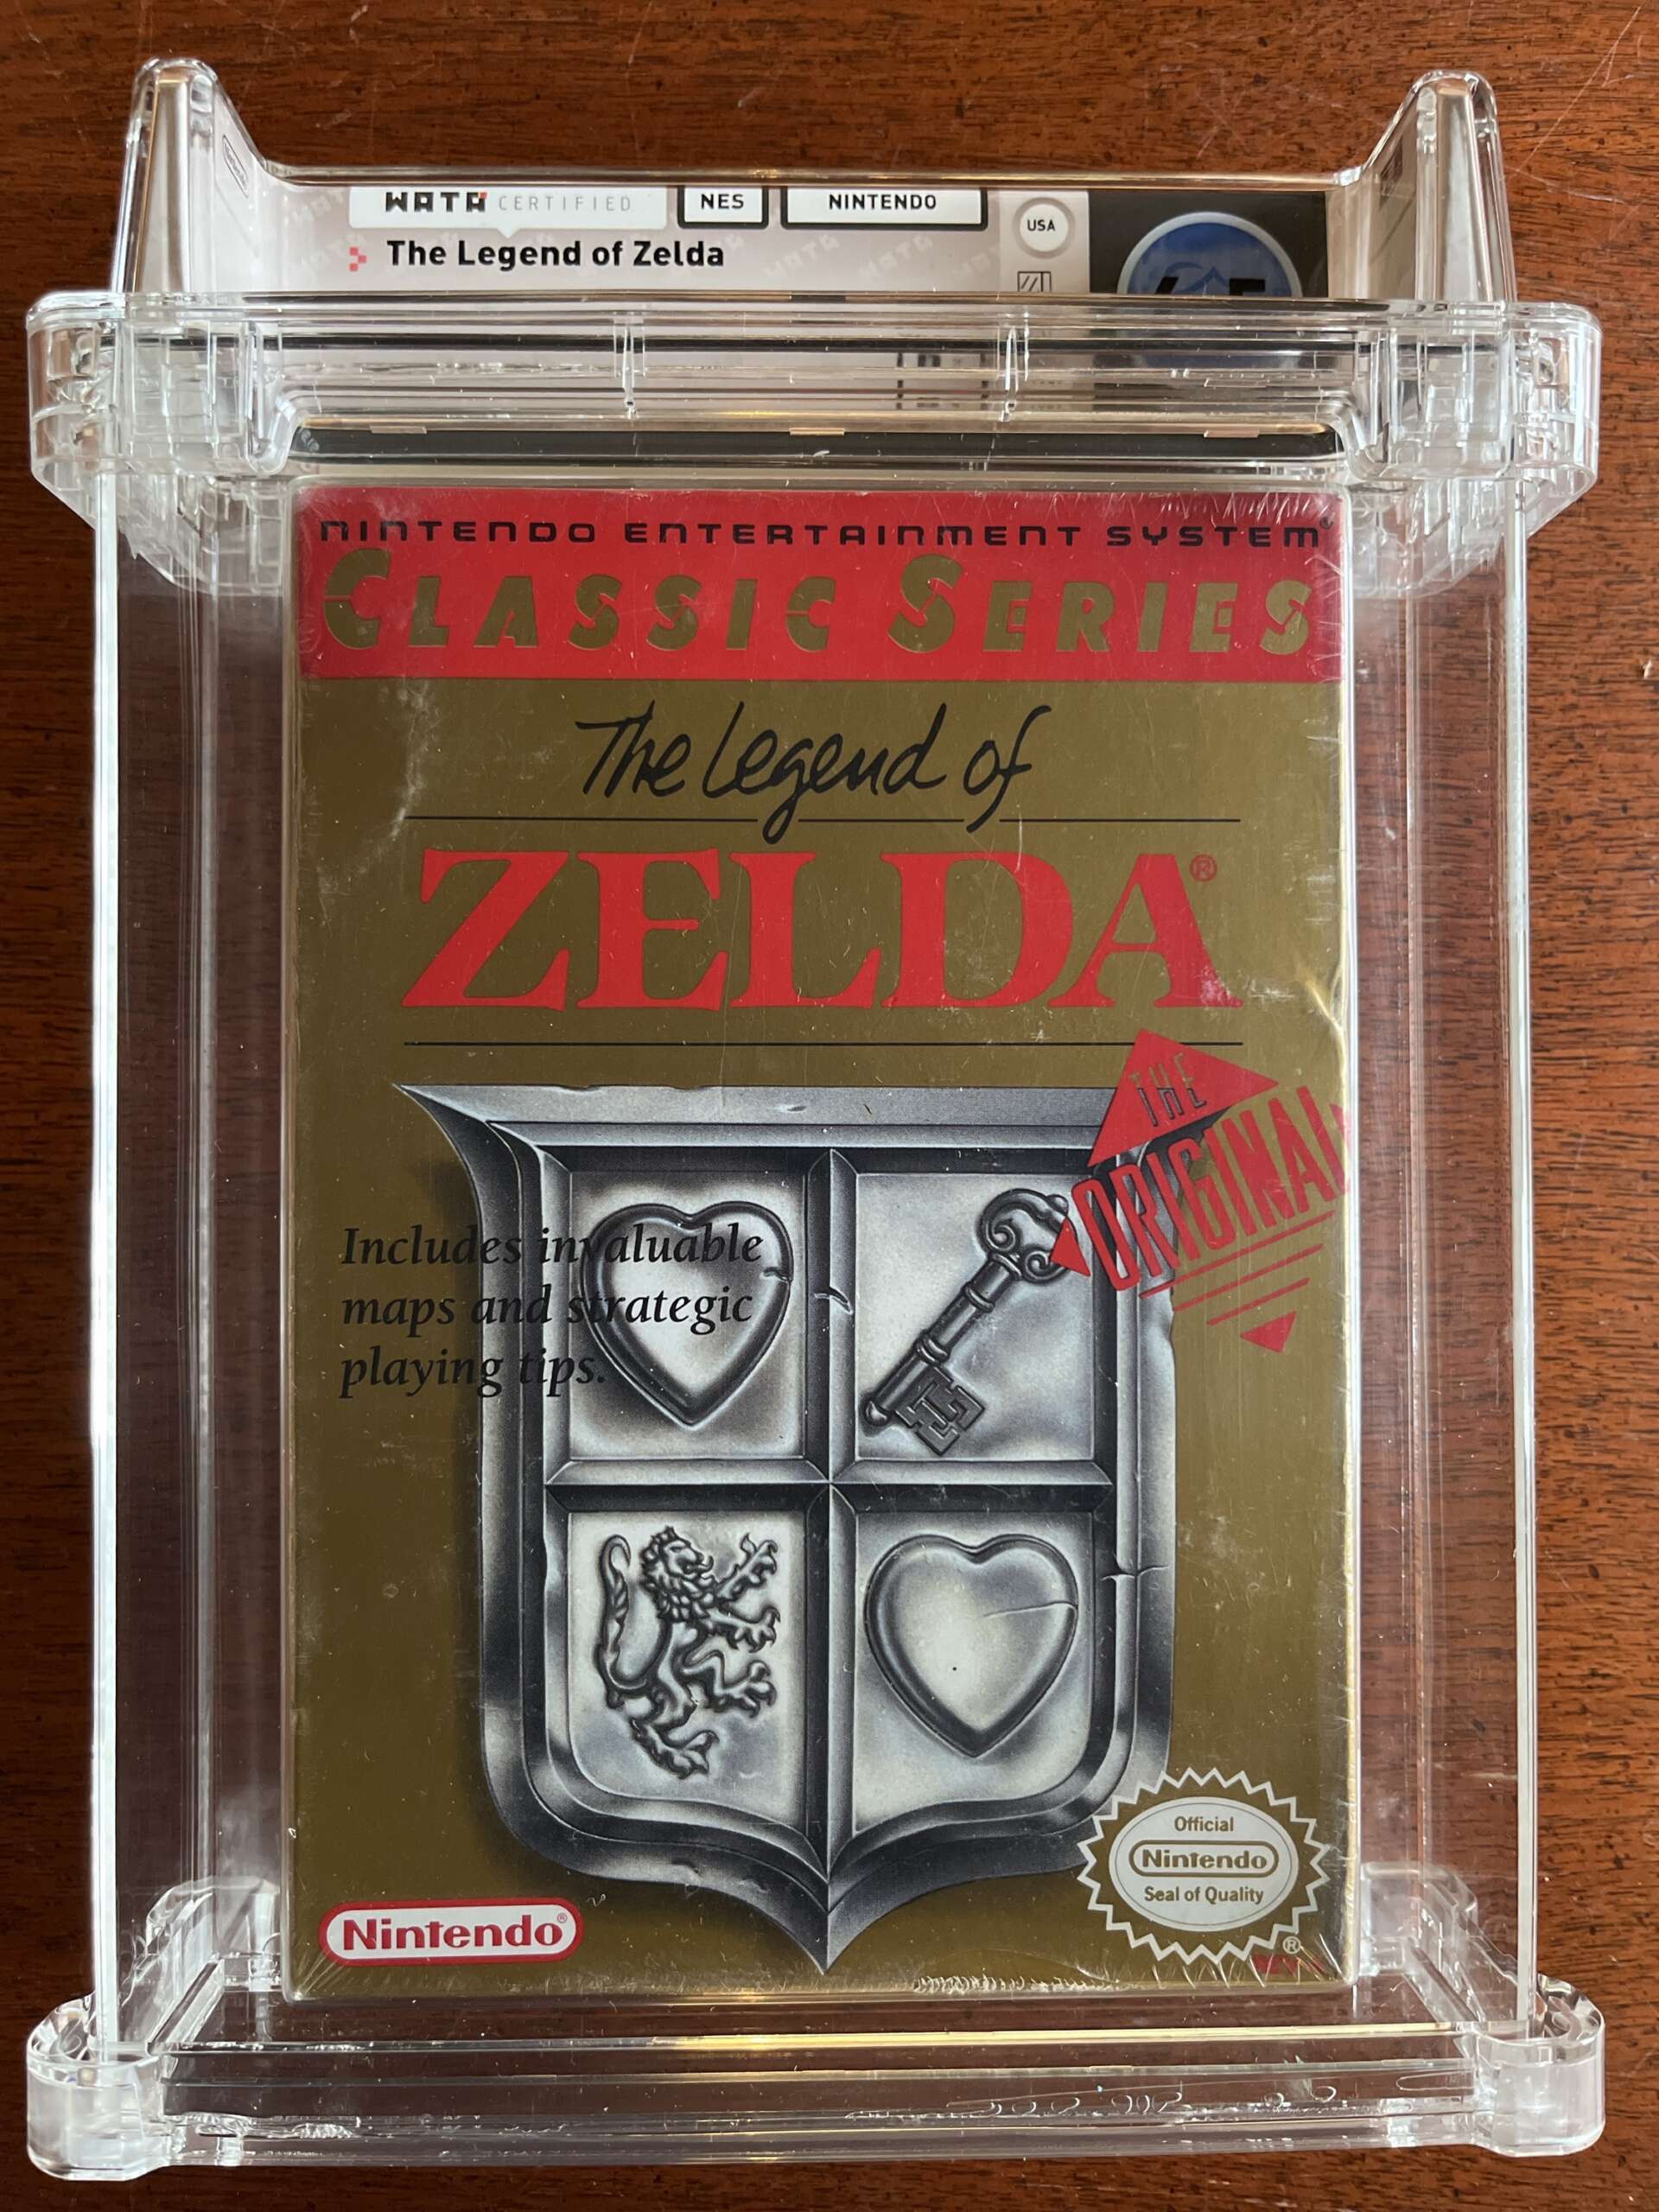 WATA CERTIFIED
NES
NINTENDO
USA
The Legend of Zelda
NINTENDO ENTERTAINMENT SYSTEM®
CLASSIC SERIES
The Legend of
ZELDA®
THE
ORIGINAL
Includes invaluable
maps and strategic
playing tips.
Official
Nintendo
Seal of Quality
®
Nintendo®